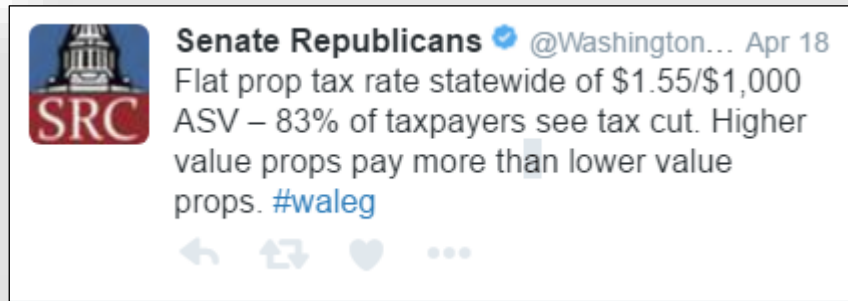 SRC
Senate Republicans @Washington... Apr 18
Flat prop tax rate statewide of $1.55/$1,000
ASV – 83% of taxpayers see tax cut. Higher
value props pay more than lower value
props. #waleg